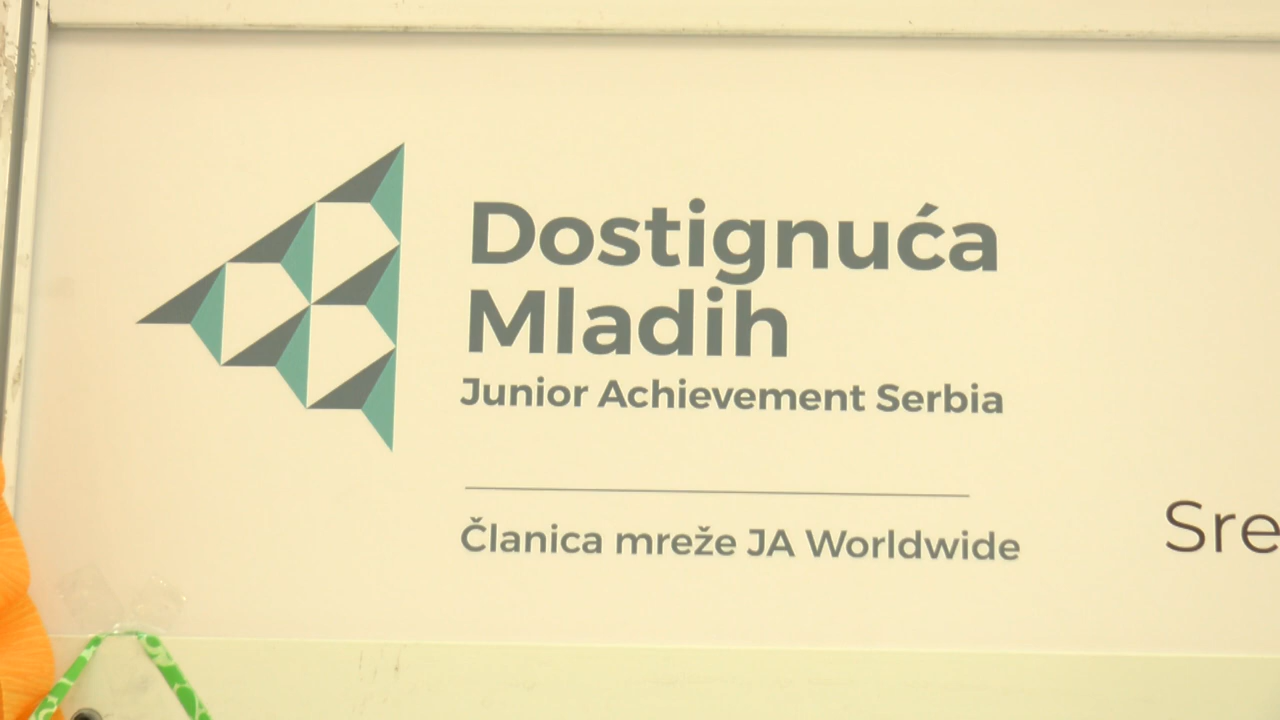 Dostignuća
Mladih
Junior Achievement Serbia
Članica mreže JA Worldwide